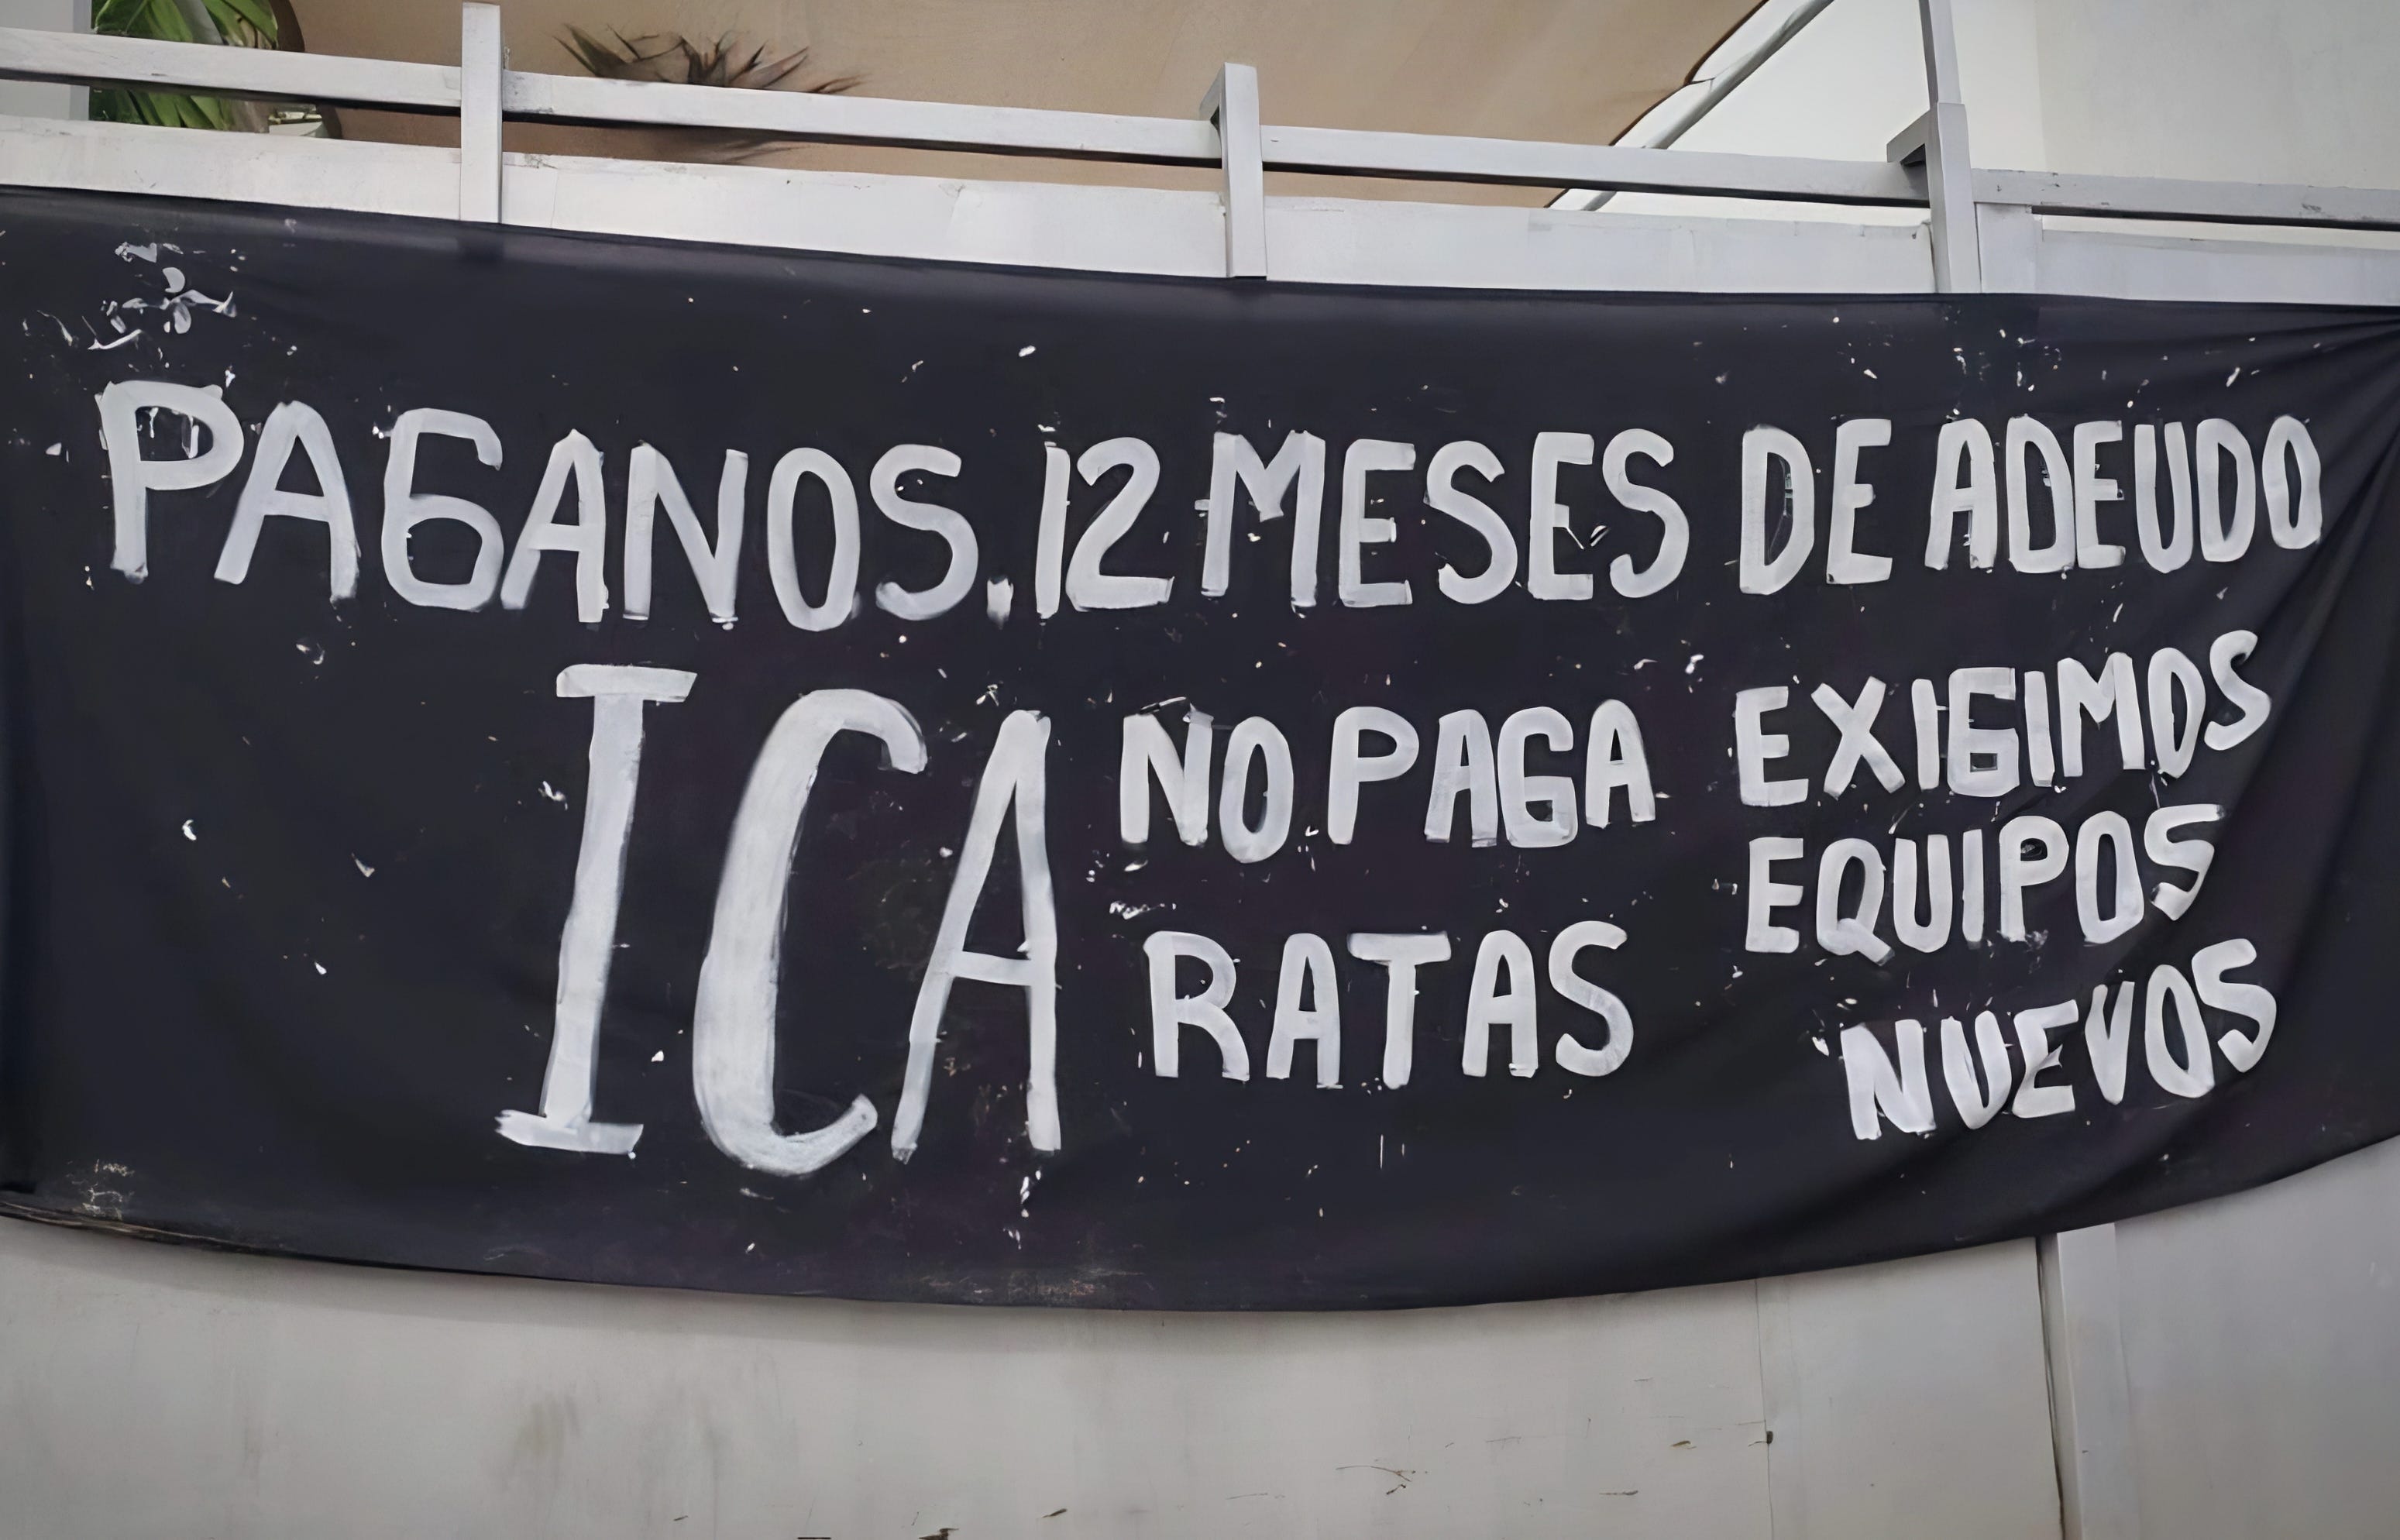 PAGANOS. 12 MESES DE ADEUDO
ICA
NO PAGA
RATAS
EXIGIMOS
EQUIPOS
NUEVOS